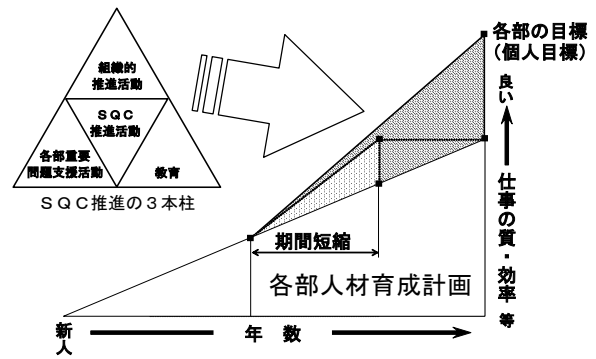 組織的
推進活動
ＳＱＣ
推進活動
各部重要
問題支援活動
教育
ＳＱＣ推進の３本柱
各部の目標
（個人目標）
良い
仕事の質・効率 等
期間短縮
各部人材育成計画
新人
年 数